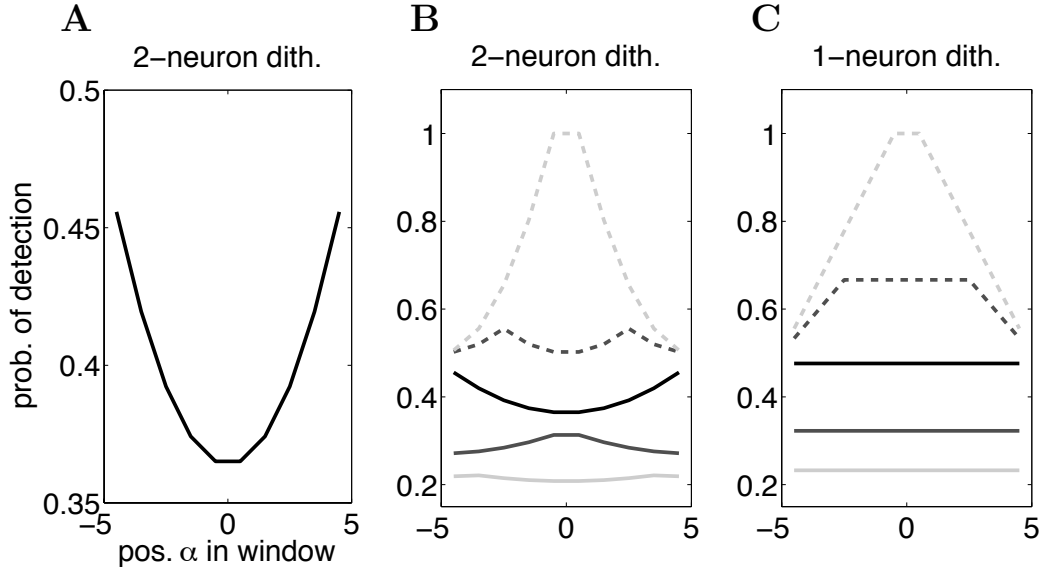 A
2−neuron dith.
0.5
0.45
0.4
0.35
−5
0
5
prob. of detection
pos. α in window
B
2−neuron dith.
1
0.8
0.6
0.4
0.2
−5
0
5
C
1−neuron dith.
1
0.8
0.6
0.4
0.2
−5
0
5